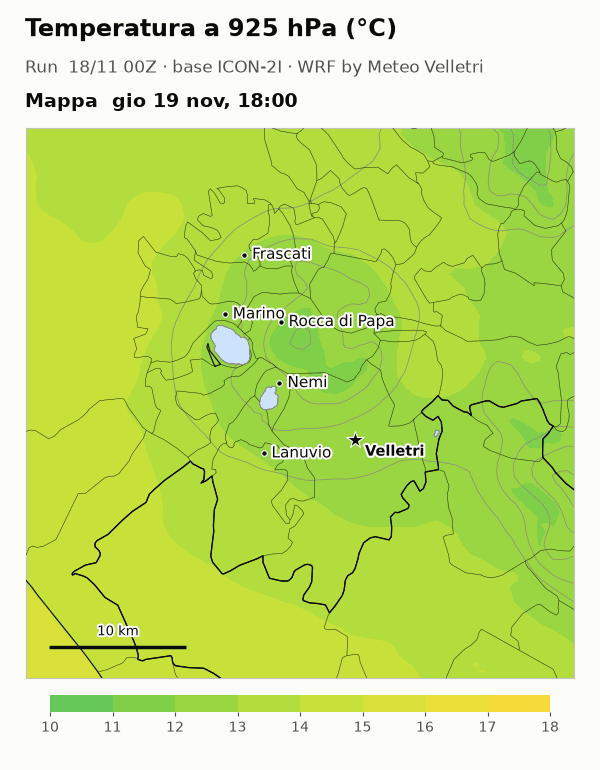 Temperatura a 925 hPa (°C)
Run  18/11 00Z · base ICON-2I · WRF by Meteo Velletri
Mappa  gio 19 nov, 18:00
Frascati
Marino
Rocca di Papa
Nemi
Velletri
Lanuvio
10 km
10 11 12 13 14 15 16 17 18